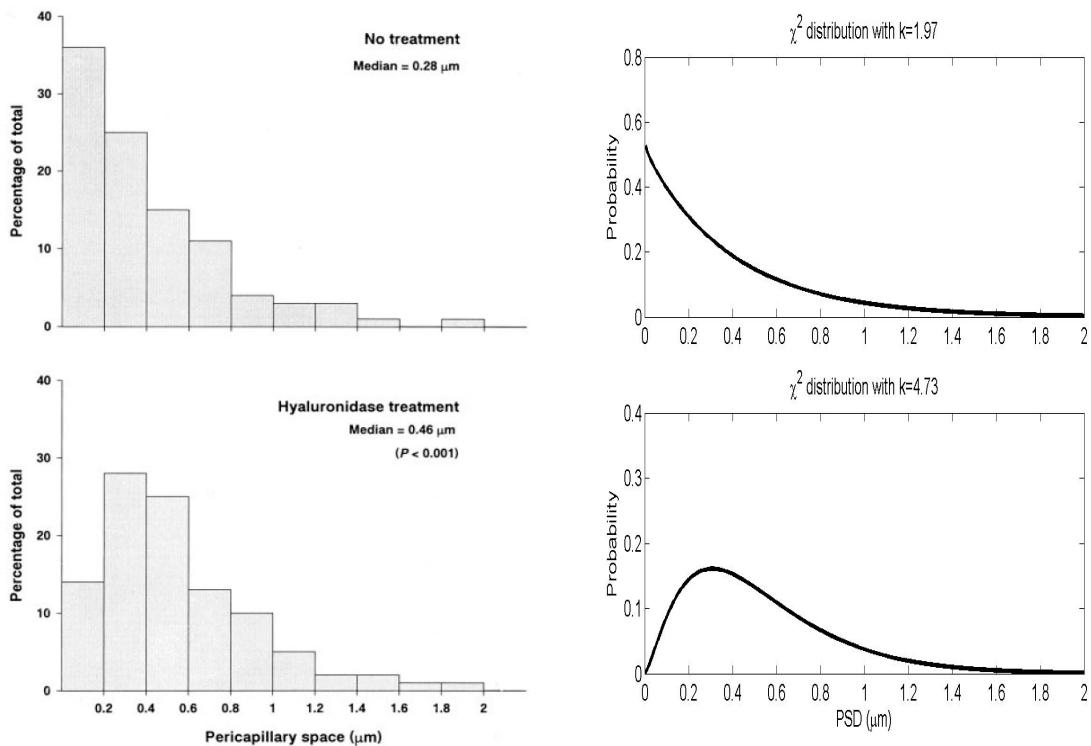 40
30
20
10
0
Percentage of total
No treatment
Median = 0.28 µm
χ² distribution with k=1.97
0.8
0.6
0.4
0.2
0
Probability
0 0.2 0.4 0.6 0.8 1 1.2 1.4 1.6 1.8 2
40
30
20
10
0
Percentage of total
Hyaluronidase treatment
Median = 0.46 µm
(P < 0.001)
0.2 0.4 0.6 0.8 1 1.2 1.4 1.6 1.8 2
Pericapillary space (µm)
χ² distribution with k=4.73
0.4
0.3
0.2
0.1
0
Probability
0 0.2 0.4 0.6 0.8 1 1.2 1.4 1.6 1.8 2
PSD (µm)